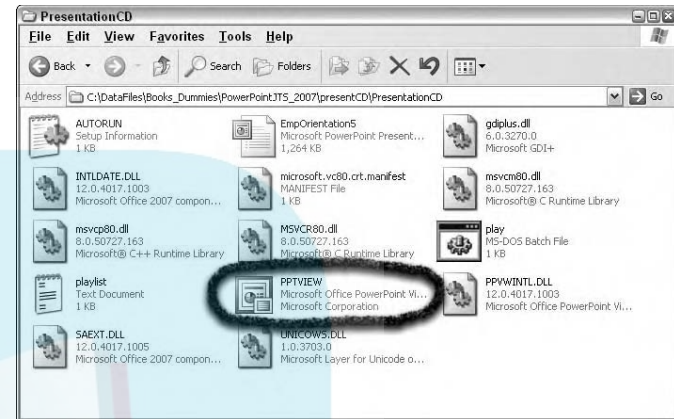 PresentationCD
File Edit View Favorites Tools Help
Back Search Folders
Address C:\DataFiles\Books_Dummies\PowerPointJTS_2007\presentCD\PresentationCD Go
AUTORUN
Setup Information
1 KB
EmpOrientation5
Microsoft PowerPoint Present...
1,264 KB
gdiplus.dll
6.0.3270.0
Microsoft GDI+
INTLDATE.DLL
12.0.4017.1003
Microsoft Office 2007 compon...
microsoft.vc80.crt.manifest
MANIFEST File
1 KB
msvcm80.dll
8.0.50727.163
Microsoft® C Runtime Library
msvcp80.dll
8.0.50727.163
Microsoft® C++ Runtime Library
MSVCR80.dll
8.0.50727.163
Microsoft® C Runtime Library
play
MS-DOS Batch File
1 KB
playlist
Text Document
1 KB
PPTVIEW
Microsoft Office PowerPoint Vi...
Microsoft Corporation
PPVWINTL.DLL
12.0.4017.1003
Microsoft Office PowerPoint Vi...
SAEXT.DLL
12.0.4017.1005
Microsoft Office 2007 compon...
UNICOWS.DLL
1.0.3703.0
Microsoft Layer for Unicode o...